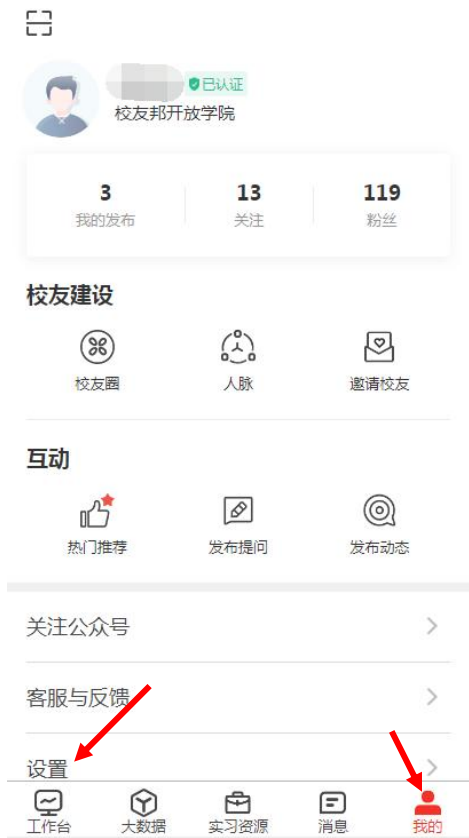 已认证
校友邦开放学院
3 13 119
我的发布 关注 粉丝
校友建设
校友圈 人脉 邀请校友
互动
热门推荐 发布提问 发布动态
关注公众号
客服与反馈
设置
工作台 大数据 实习资源 消息 我的